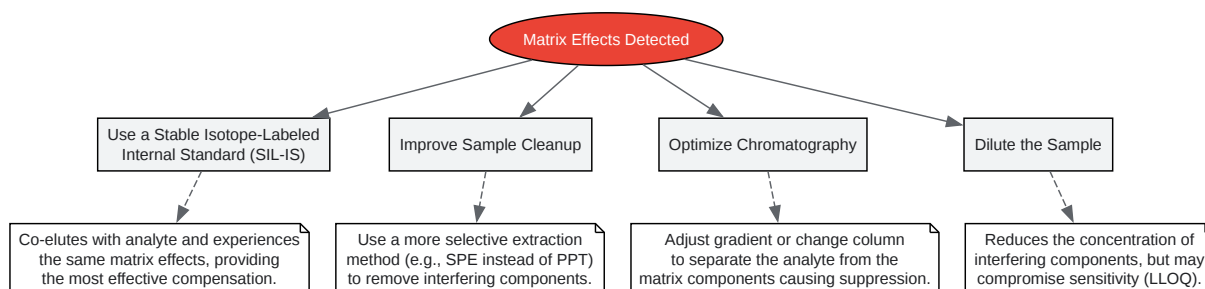 Matrix Effects Detected
Use a Stable Isotope-Labeled
Internal Standard (SIL-IS)
Improve Sample Cleanup
Optimize Chromatography
Dilute the Sample
Co-elutes with analyte and experiences
the same matrix effects, providing
the most effective compensation.
Use a more selective extraction
method (e.g., SPE instead of PPT)
to remove interfering components.
Adjust gradient or change column
to separate the analyte from the
matrix components causing suppression.
Reduces the concentration of
interfering components, but may
compromise sensitivity (LLOQ).